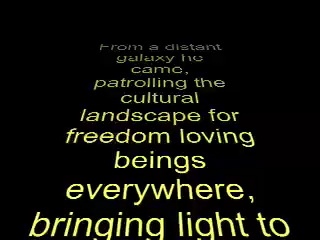 From a distant
galaxy he
came,
patrolling the
cultural
landscape for
freedom loving
beings
everywhere,
bringing light to